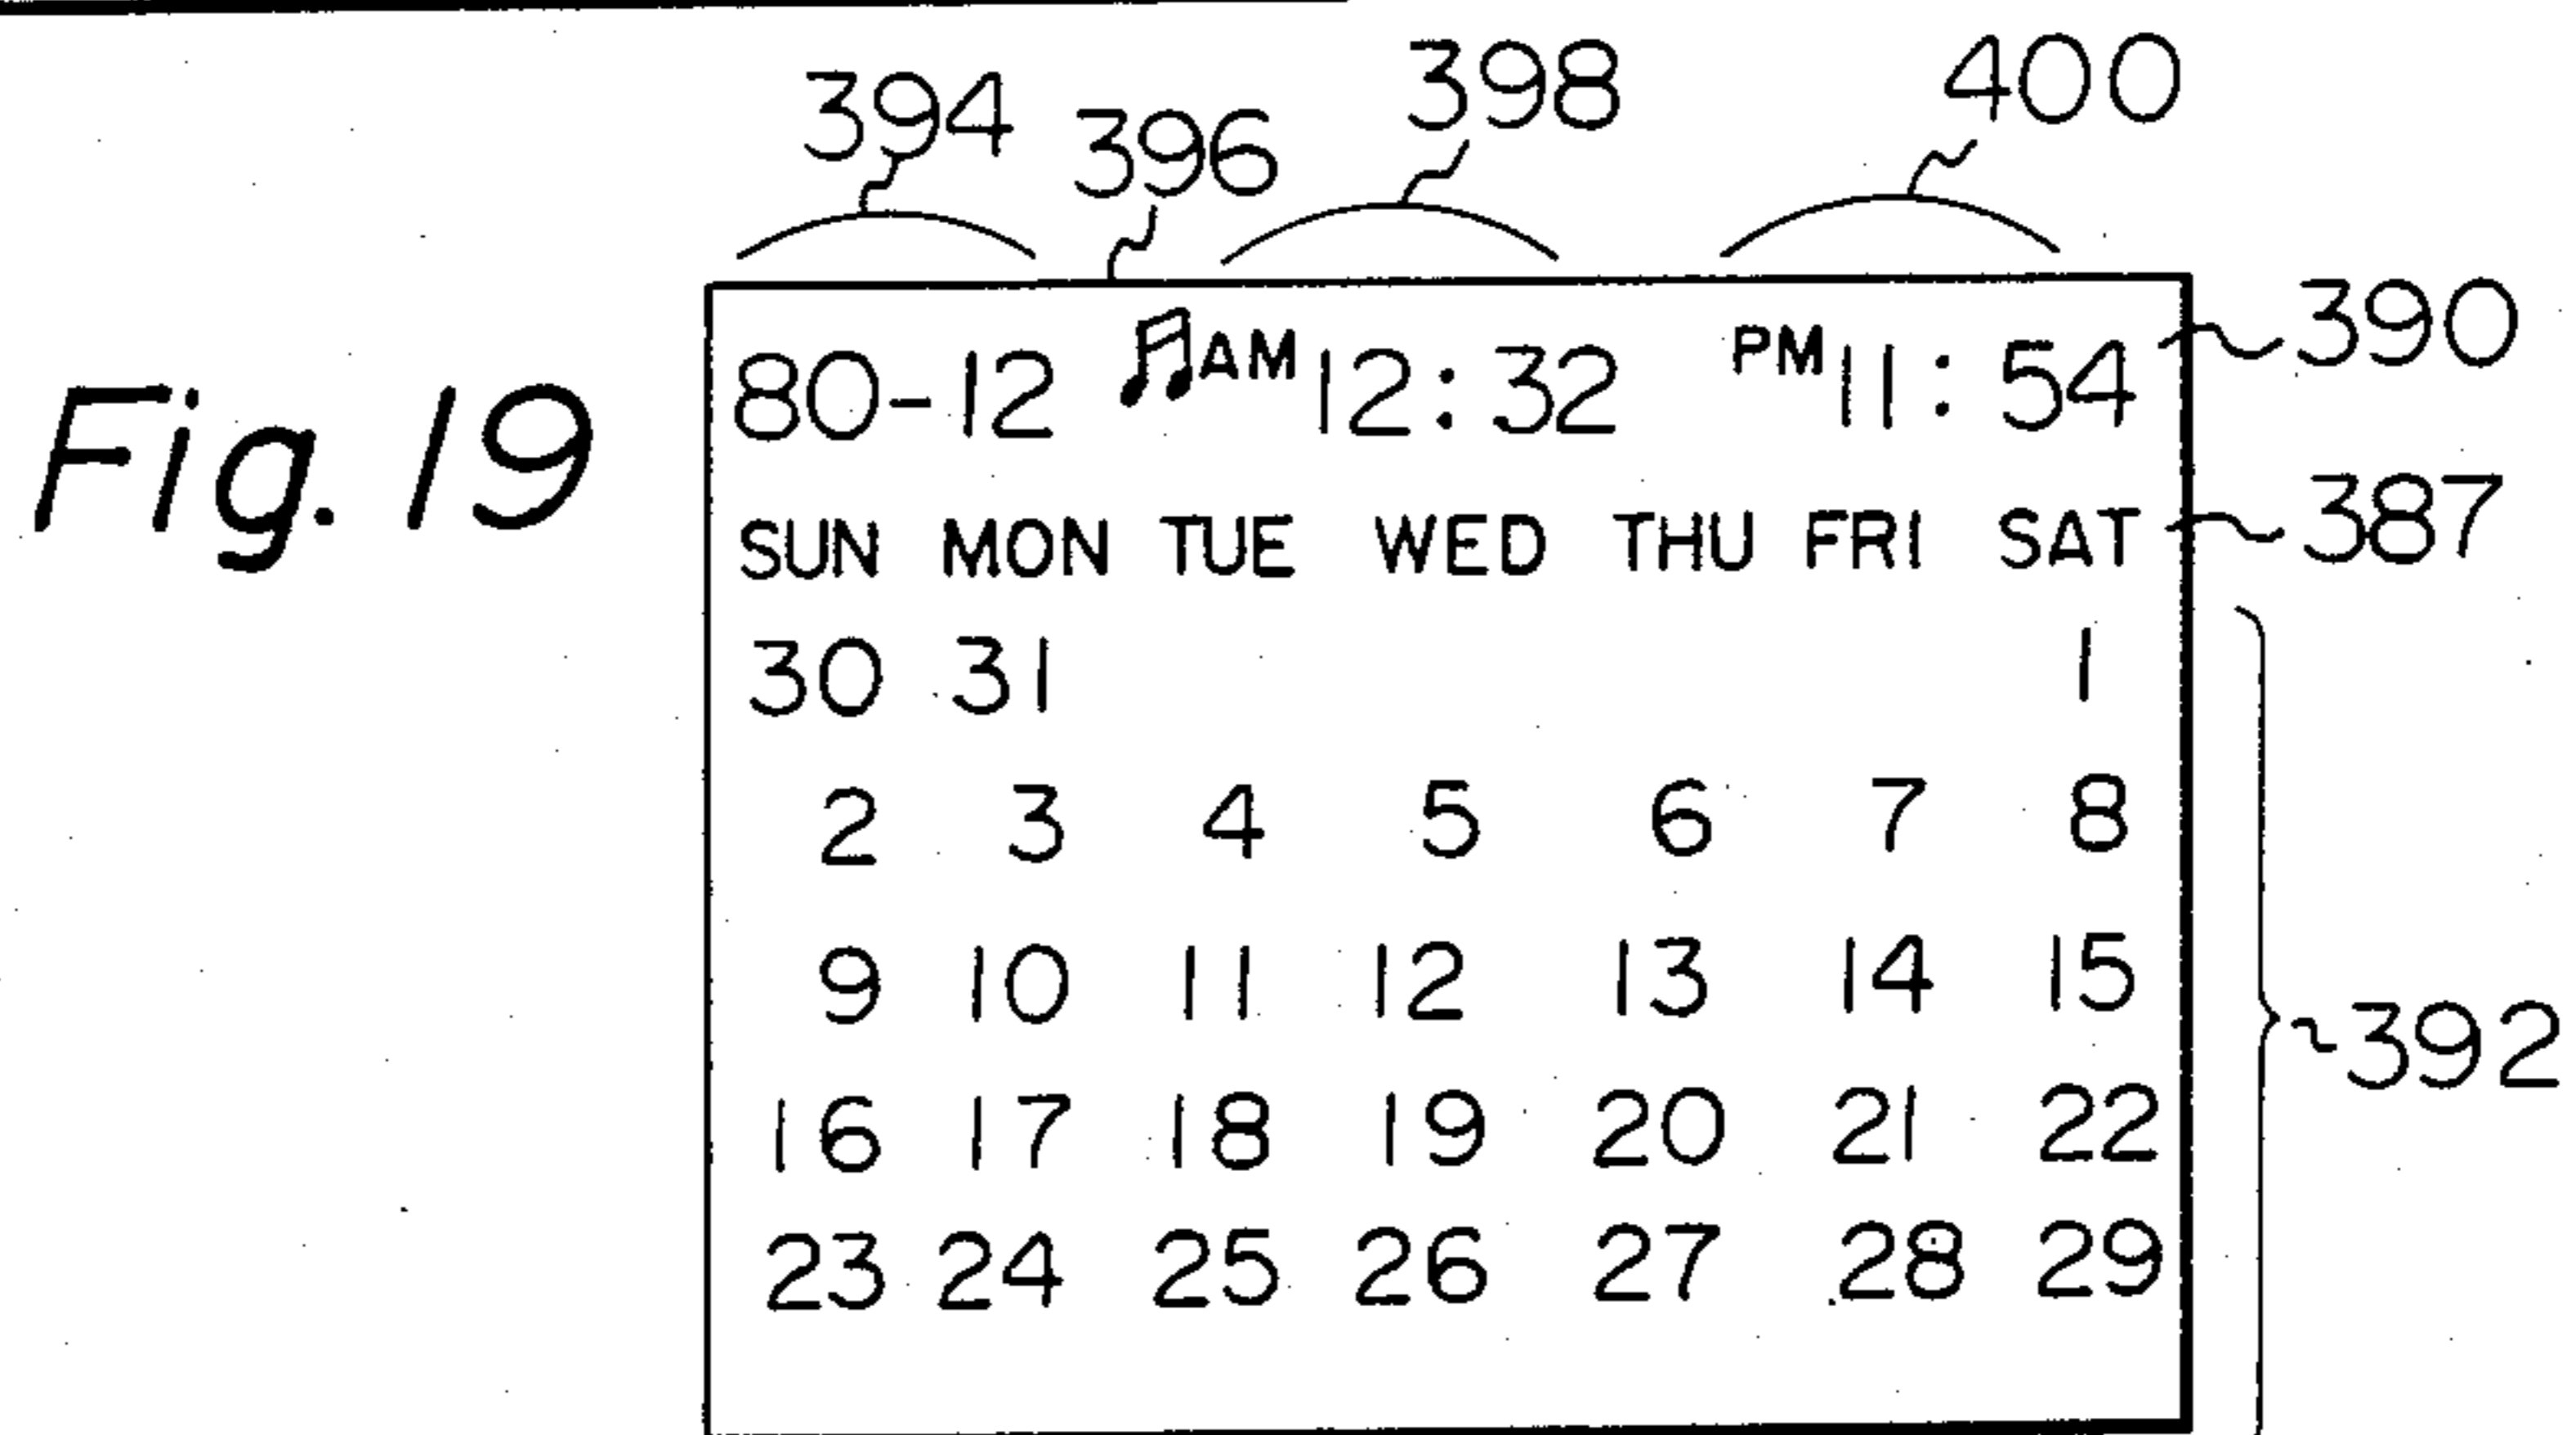 394 396 398 400
Fig. 19
80-12 ♫ AM 12:32 PM 11:54 390
SUN MON TUE WED THU FRI SAT 387
30 31 1
2 3 4 5 6 7 8
9 10 11 12 13 14 15
392
16 17 18 19 20 21 22
23 24 25 26 27 28 29